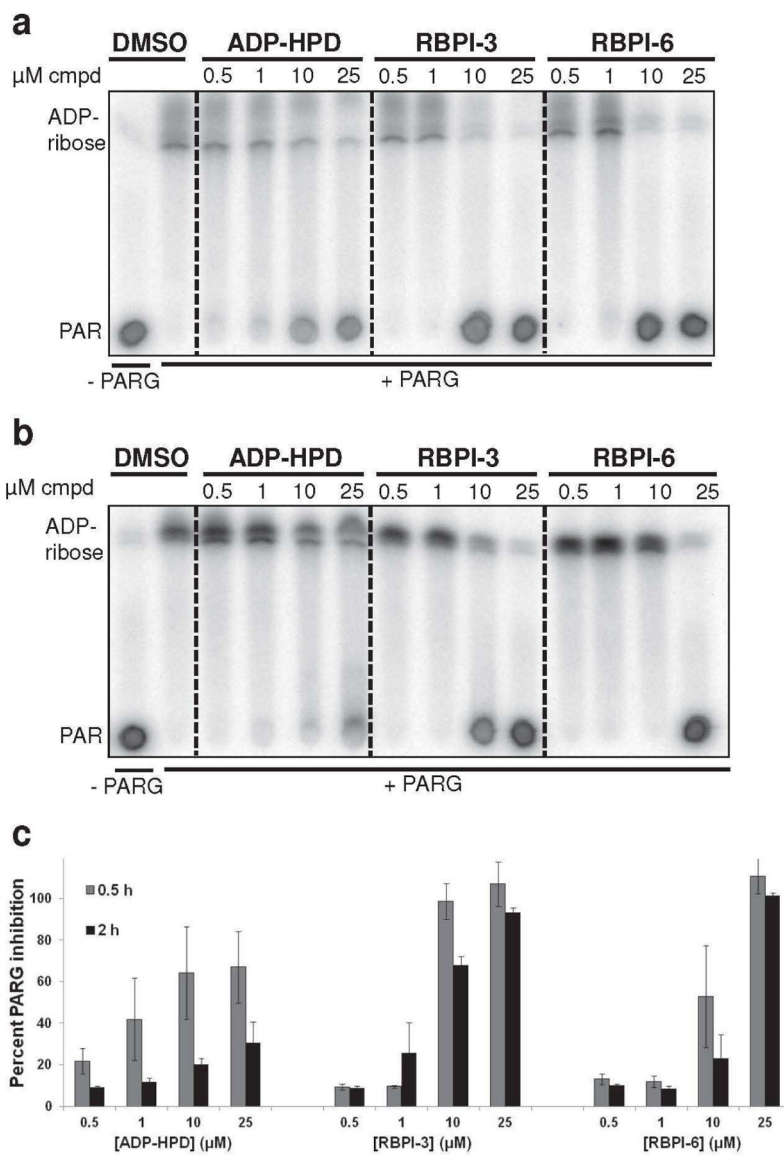 a
DMSO ADP-HPD RBPI-3 RBPI-6
µM cmpd 0.5 1 10 25 0.5 1 10 25 0.5 1 10 25
ADP-
ribose
PAR
- PARG + PARG
b
DMSO ADP-HPD RBPI-3 RBPI-6
µM cmpd 0.5 1 10 25 0.5 1 10 25 0.5 1 10 25
ADP-
ribose
PAR
- PARG + PARG
c
Percent PARG inhibition
100
80
60
40
20
0
0.5 h
2 h
0.5 1 10 25 0.5 1 10 25 0.5 1 10 25
[ADP-HPD] (µM) [RBPI-3] (µM) [RBPI-6] (µM)